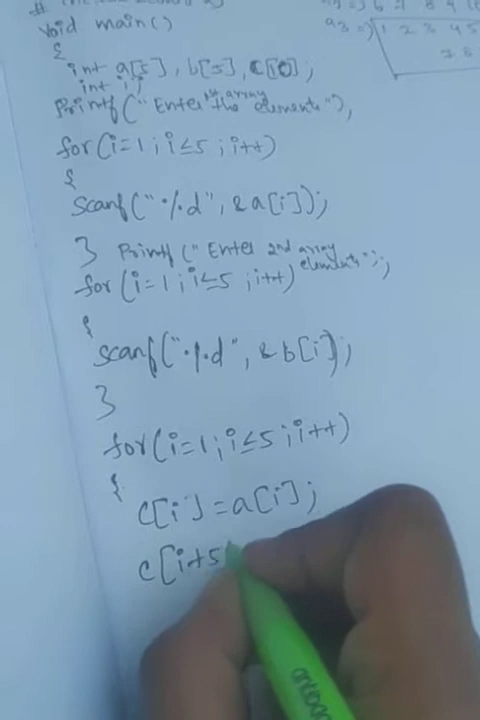 void main()
{
int a[5], b[5], c[10];
int i;
Printf("Enter the 1st array elements");
for(i=1; i≤5; i++)
{
scanf("%d", &a[i]);
} Printf("Enter 2nd array elements");
for(i=1; i≤5; i++)
{
scanf("%d", &b[i]);
}
for(i=1; i≤5; i++)
{
c[i] = a[i];
c[i+5